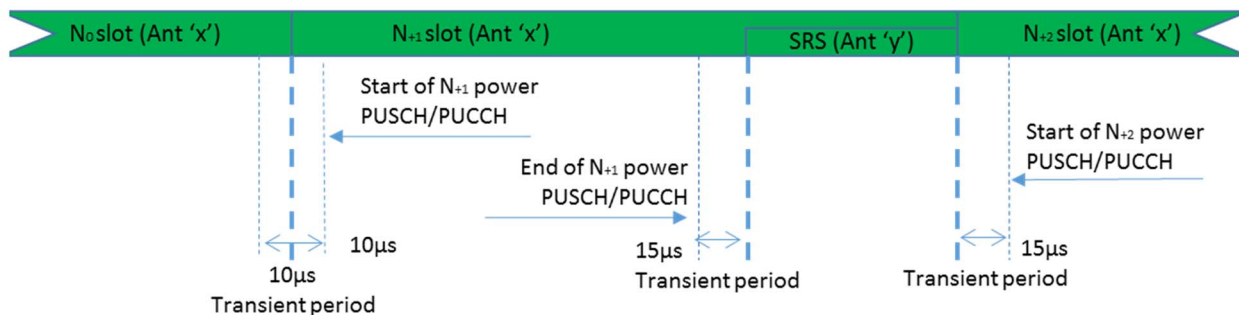 N0 slot (Ant ‘x’)
N+1 slot (Ant ‘x’)
SRS (Ant ‘y’)
N+2 slot (Ant ‘x’)
Start of N+1 power
PUSCH/PUCCH
End of N+1 power
PUSCH/PUCCH
Start of N+2 power
PUSCH/PUCCH
10µs
10µs
Transient period
15µs
Transient period
15µs
Transient period